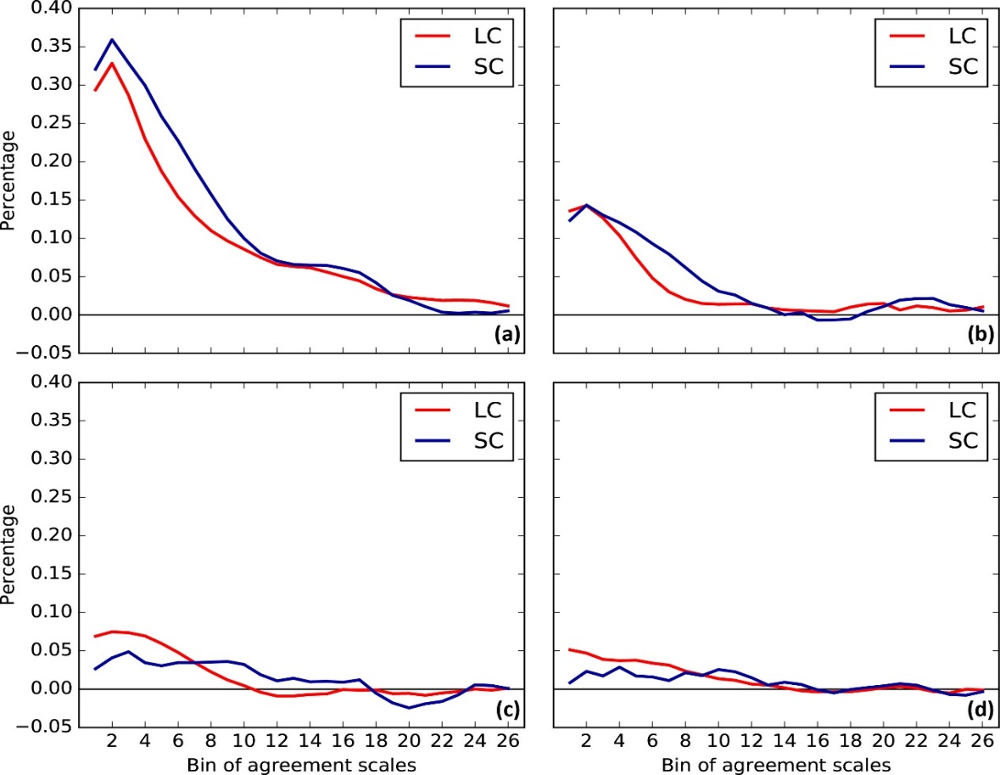 0.40
0.35
0.30
0.25
0.20
0.15
0.10
0.05
0.00
−0.05
Percentage
LC
SC
(a)
LC
SC
(b)
0.40
0.35
0.30
0.25
0.20
0.15
0.10
0.05
0.00
−0.05
Percentage
LC
SC
(c)
2 4 6 8 10 12 14 16 18 20 22 24 26
Bin of agreement scales
LC
SC
(d)
2 4 6 8 10 12 14 16 18 20 22 24 26
Bin of agreement scales